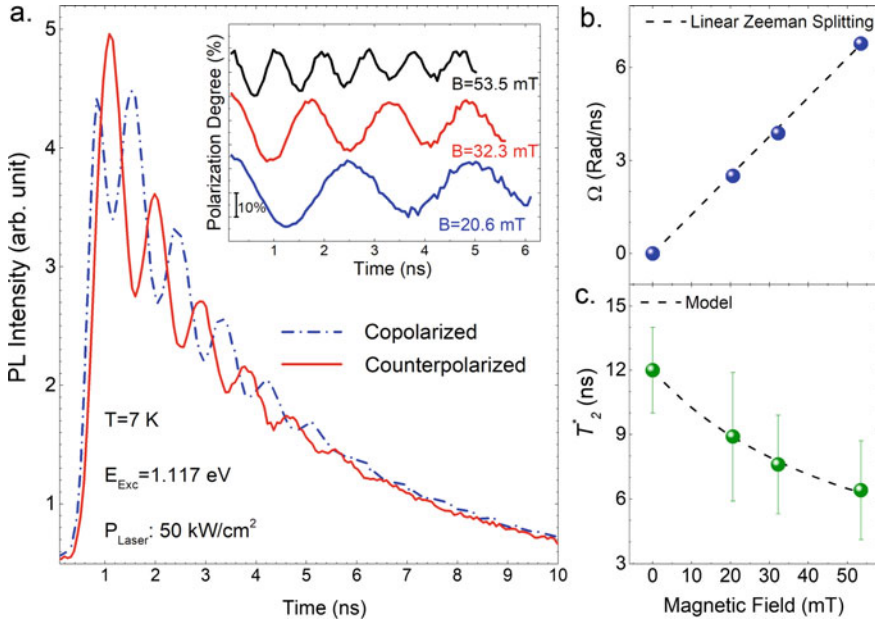 a.
PL Intensity (arb. unit)
5
4
3
2
1
0
1
2
3
4
5
6
7
8
9
10
Time (ns)
Polarization Degree (%)
10%
B=53.5 mT
B=32.3 mT
B=20.6 mT
1
2
3
4
5
6
Time (ns)
Copolarized
Counterpolarized
T=7 K
E_Exc=1.117 eV
P_Laser: 50 kW/cm²
b.
Linear Zeeman Splitting
Ω (Rad/ns)
6
3
0
c.
Model
T*₂ (ns)
15
12
9
6
3
0 10 20 30 40 50
Magnetic Field (mT)